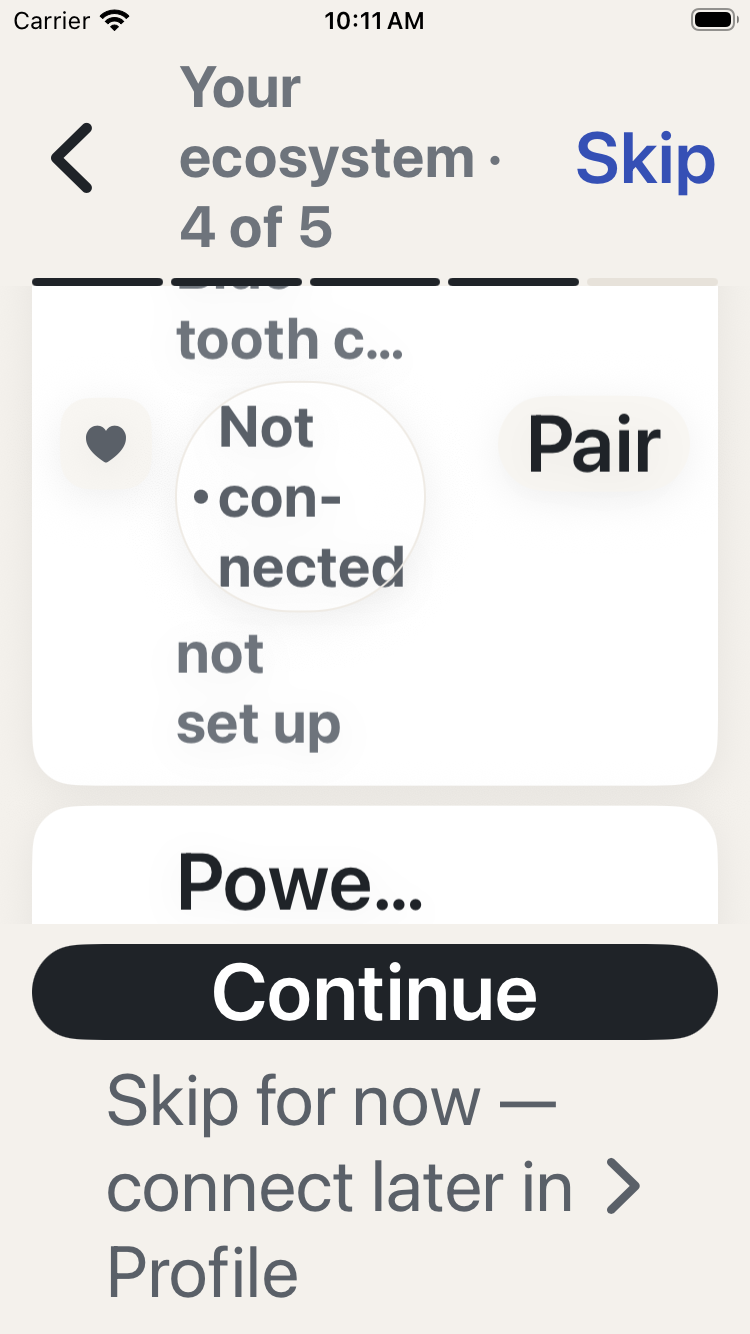 Carrier
10:11 AM
Your
ecosystem ·
4 of 5
Skip
tooth c…
Not
con-
nected
Pair
not
set up
Powe…
Continue
Skip for now —
connect later in
Profile